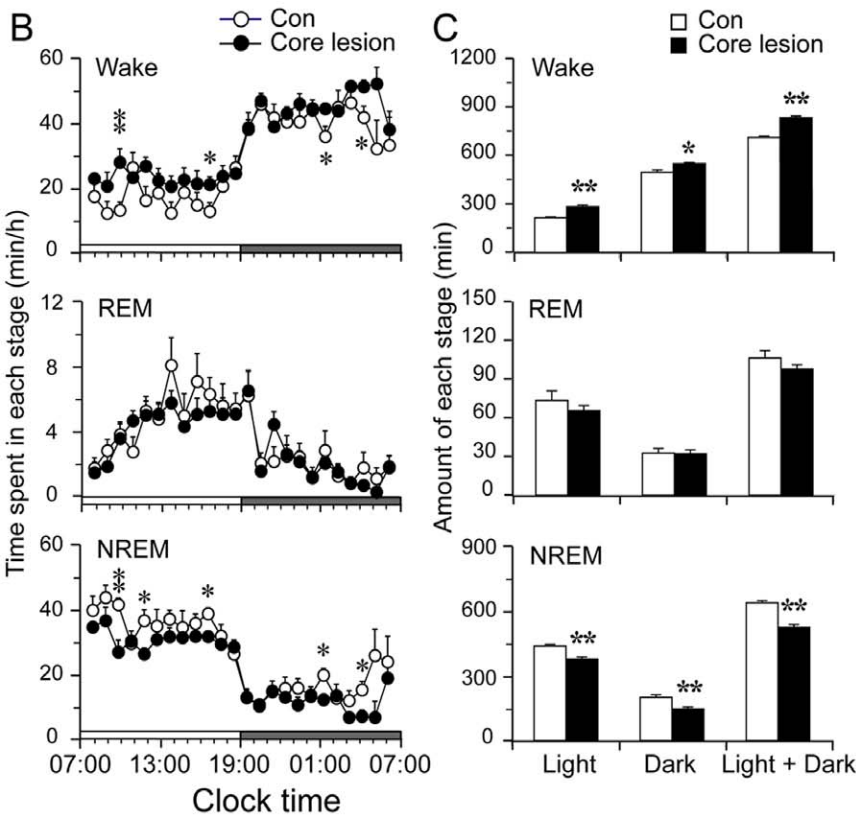 B
Con
Core lesion
Time spent in each stage (min/h)
Wake
60
40
20
0
**
*
*
*
REM
12
8
4
0
NREM
60
40
20
0
**
*
*
*
*
07:00 13:00 19:00 01:00 07:00
Clock time
C
Con
Core lesion
Amount of each stage (min)
Wake
1200
900
600
300
0
**
*
**
REM
150
120
90
60
30
0
NREM
900
600
300
0
**
**
**
Light Dark Light + Dark